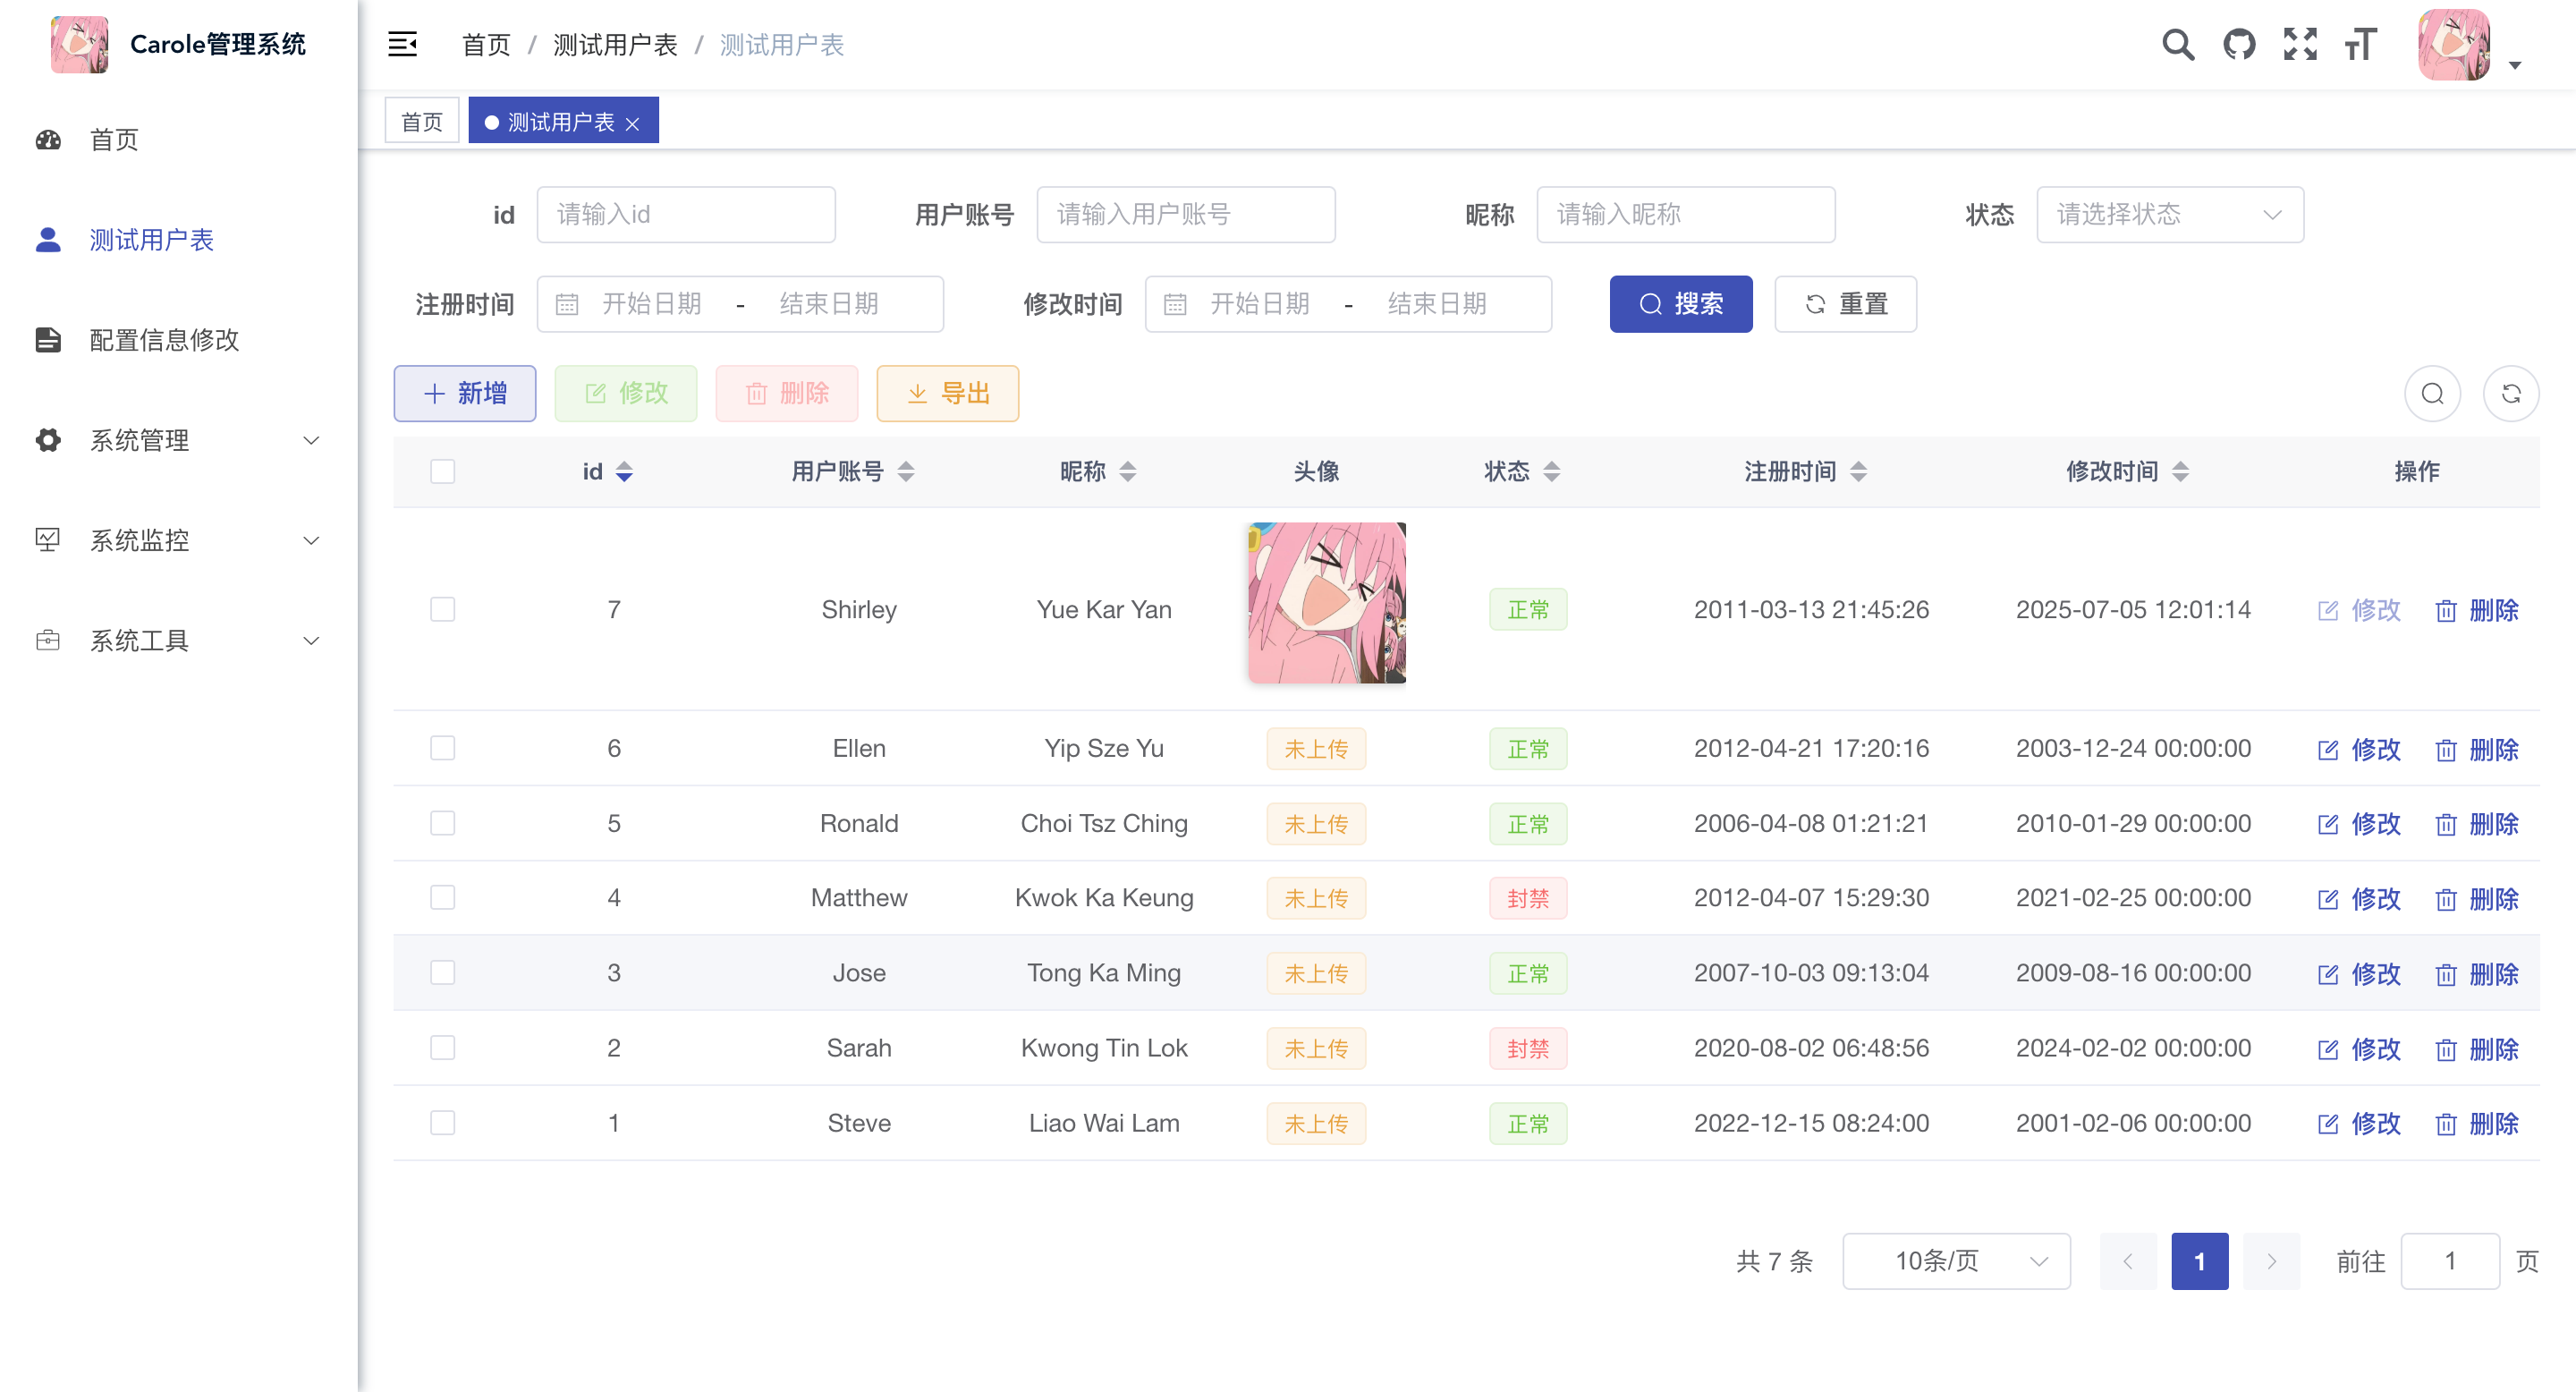 Carole管理系统
首页
测试用户表
配置信息修改
系统管理
系统监控
系统工具
首页 / 测试用户表 / 测试用户表
首页 测试用户表
id 请输入id 用户账号 请输入用户账号 昵称 请输入昵称 状态 请选择状态
注册时间 开始日期 - 结束日期 修改时间 开始日期 - 结束日期 搜索 重置
新增 修改 删除 导出
id 用户账号 昵称 头像 状态 注册时间 修改时间 操作
7 Shirley Yue Kar Yan 正常 2011-03-13 21:45:26 2025-07-05 12:01:14 修改 删除
6 Ellen Yip Sze Yu 未上传 正常 2012-04-21 17:20:16 2003-12-24 00:00:00 修改 删除
5 Ronald Choi Tsz Ching 未上传 正常 2006-04-08 01:21:21 2010-01-29 00:00:00 修改 删除
4 Matthew Kwok Ka Keung 未上传 封禁 2012-04-07 15:29:30 2021-02-25 00:00:00 修改 删除
3 Jose Tong Ka Ming 未上传 正常 2007-10-03 09:13:04 2009-08-16 00:00:00 修改 删除
2 Sarah Kwong Tin Lok 未上传 封禁 2020-08-02 06:48:56 2024-02-02 00:00:00 修改 删除
1 Steve Liao Wai Lam 未上传 正常 2022-12-15 08:24:00 2001-02-06 00:00:00 修改 删除
共 7 条 10条/页 1 前往 1 页